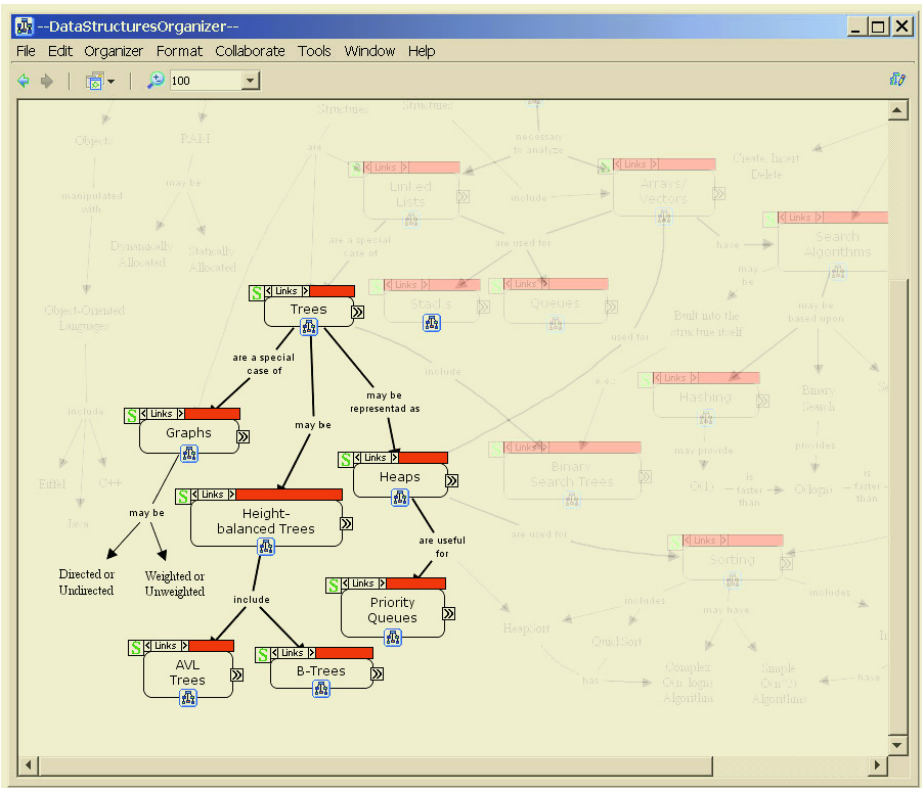 --DataStructuresOrganizer--
File Edit Organizer Format Collaborate Tools Window Help
100
Structures
Structures
necessary
to analyze
Objects
RAM
are
Create, Insert
Delete
< Links >
Linked
Lists
< Links >
Arrays/
Vectors
manipulated
with
may be
include
< Links >
Search
Algorithms
Dynamically
Allocated
Statically
Allocated
are a special
case of
are used for
have
may
be
S < Links >
Trees
< Links >
< Links >
Queues
Object-Oriented
Languages
Built into the
structure itself
may be
based upon
are a special
case of
used for
include
may be
represented as
< Links >
Hashing
Binary
Search
include
S < Links >
Graphs
may be
S < Links >
Heaps
< Links >
Binary
Search Trees
may provide
provides
Eiffel
C++
Java
is
faster
than
is
faster
than
S < Links >
Height-
balanced Trees
may be
are useful
for
are used for
< Links >
Sorting
Directed or
Undirected
Weighted or
Unweighted
S < Links >
Priority
Queues
include
includes
may have
includes
HeapSort
QuickSort
S < Links >
AVL
Trees
S < Links >
B-Trees
has
Complex
Algorithm
Simple
Algorithm
have